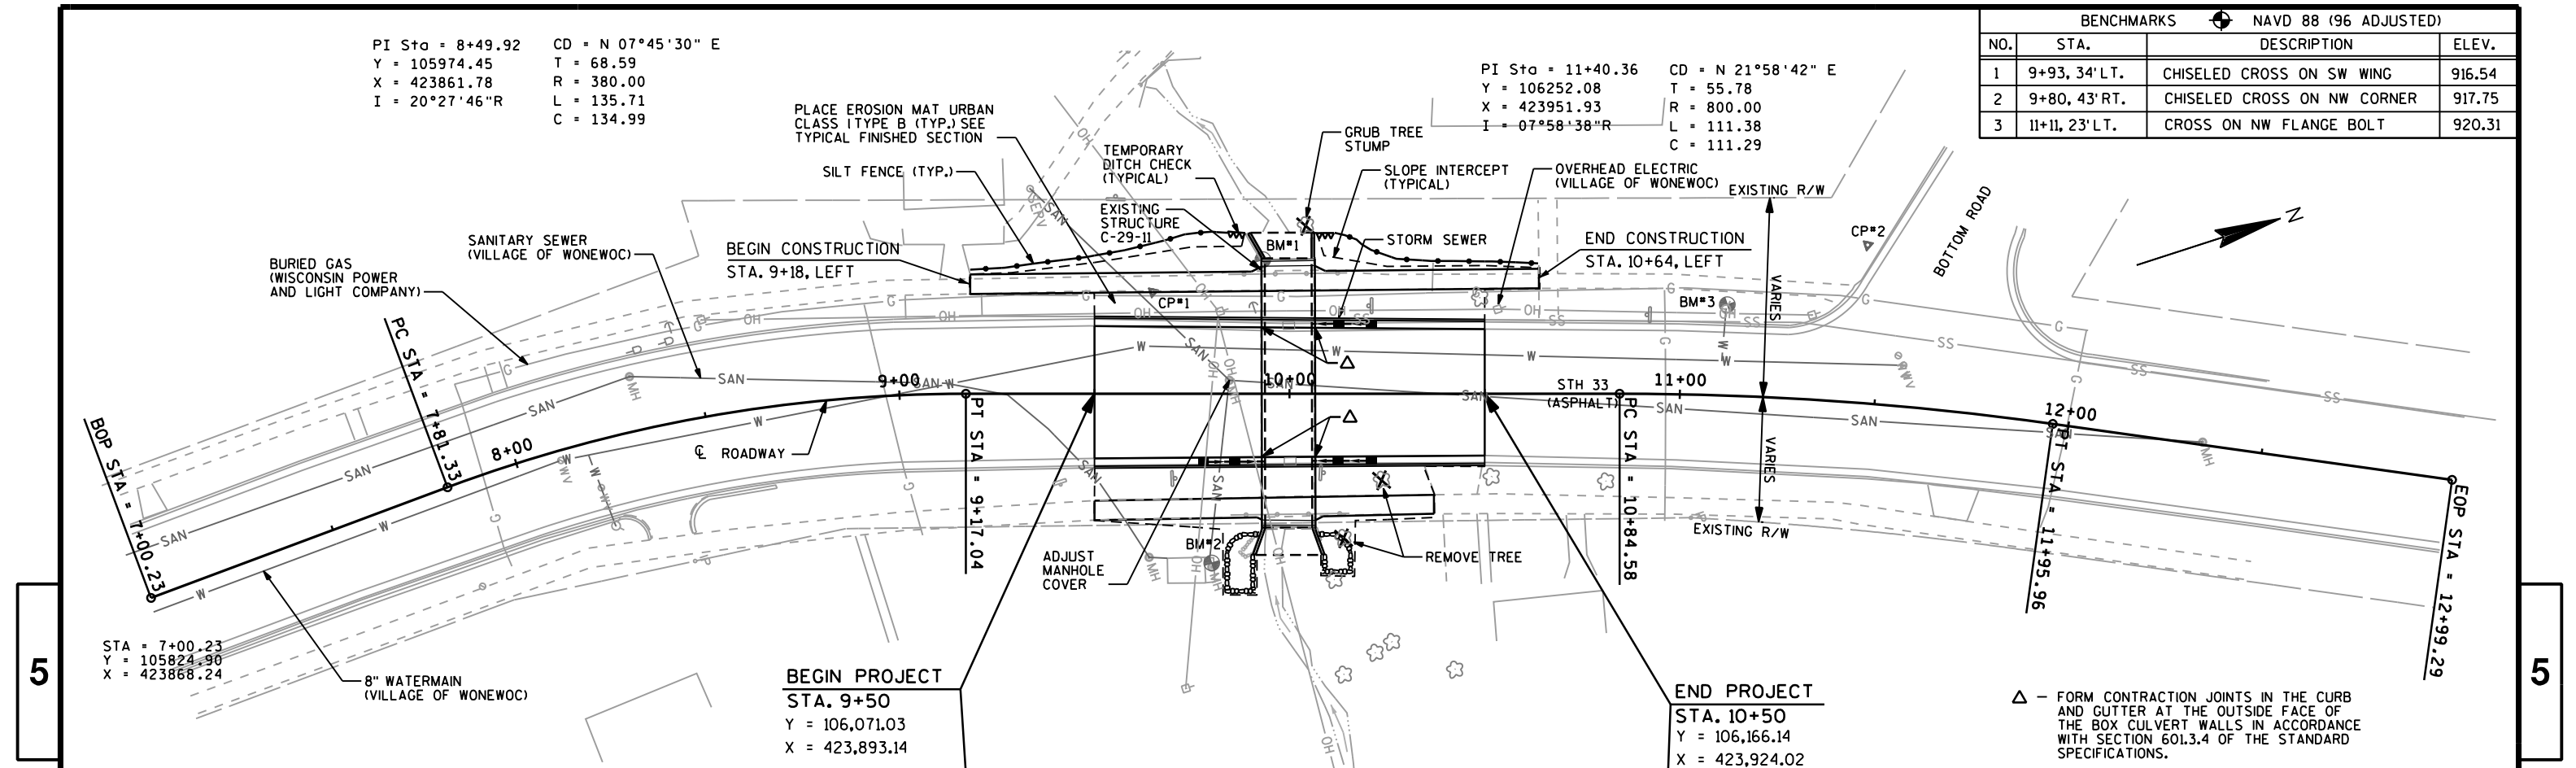 PI Sta = 8+49.92
Y = 105974.45
X = 423861.78
I = 20°27'46"R
CD = N 07°45'30" E
T = 68.59
R = 380.00
L = 135.71
C = 134.99
PI Sta = 11+40.36
Y = 106252.08
X = 423951.93
I = 07°58'38"R
CD = N 21°58'42" E
T = 55.78
R = 800.00
L = 111.38
C = 111.29
BENCHMARKS NAVD 88 (96 ADJUSTED)
NO. STA. DESCRIPTION ELEV.
1 9+93, 34'LT. CHISELED CROSS ON SW WING 916.54
2 9+80, 43'RT. CHISELED CROSS ON NW CORNER 917.75
3 11+11, 23'LT. CROSS ON NW FLANGE BOLT 920.31
PLACE EROSION MAT URBAN
CLASS I TYPE B (TYP.) SEE
TYPICAL FINISHED SECTION
SILT FENCE (TYP.)
TEMPORARY
DITCH CHECK
(TYPICAL)
EXISTING
STRUCTURE
C-29-11
GRUB TREE
STUMP
SLOPE INTERCEPT
(TYPICAL)
OVERHEAD ELECTRIC
(VILLAGE OF WONEWOC)
EXISTING R/W
BM#1
STORM SEWER
BEGIN CONSTRUCTION
STA. 9+18, LEFT
END CONSTRUCTION
STA. 10+64, LEFT
SANITARY SEWER
(VILLAGE OF WONEWOC)
BURIED GAS
(WISCONSIN POWER
AND LIGHT COMPANY)
CP#1
CP#2
BM#3
VARIES
BOTTOM ROAD
N
BOP STA = 7+00.23
PC STA = 7+81.33
8+00
9+00
10+00
11+00
12+00
STH 33
(ASPHALT)
℄ ROADWAY
PT STA = 9+17.04
PC STA = 10+84.58
PT STA = 11+95.96
EOP STA = 12+99.29
VARIES
EXISTING R/W
BM#2
ADJUST
MANHOLE
COVER
REMOVE TREE
STA = 7+00.23
Y = 105824.90
X = 423868.24
8" WATERMAIN
(VILLAGE OF WONEWOC)
BEGIN PROJECT
STA. 9+50
Y = 106,071.03
X = 423,893.14
END PROJECT
STA. 10+50
Y = 106,166.14
X = 423,924.02
△ - FORM CONTRACTION JOINTS IN THE CURB
AND GUTTER AT THE OUTSIDE FACE OF
THE BOX CULVERT WALLS IN ACCORDANCE
WITH SECTION 601.3.4 OF THE STANDARD
SPECIFICATIONS.
5
5